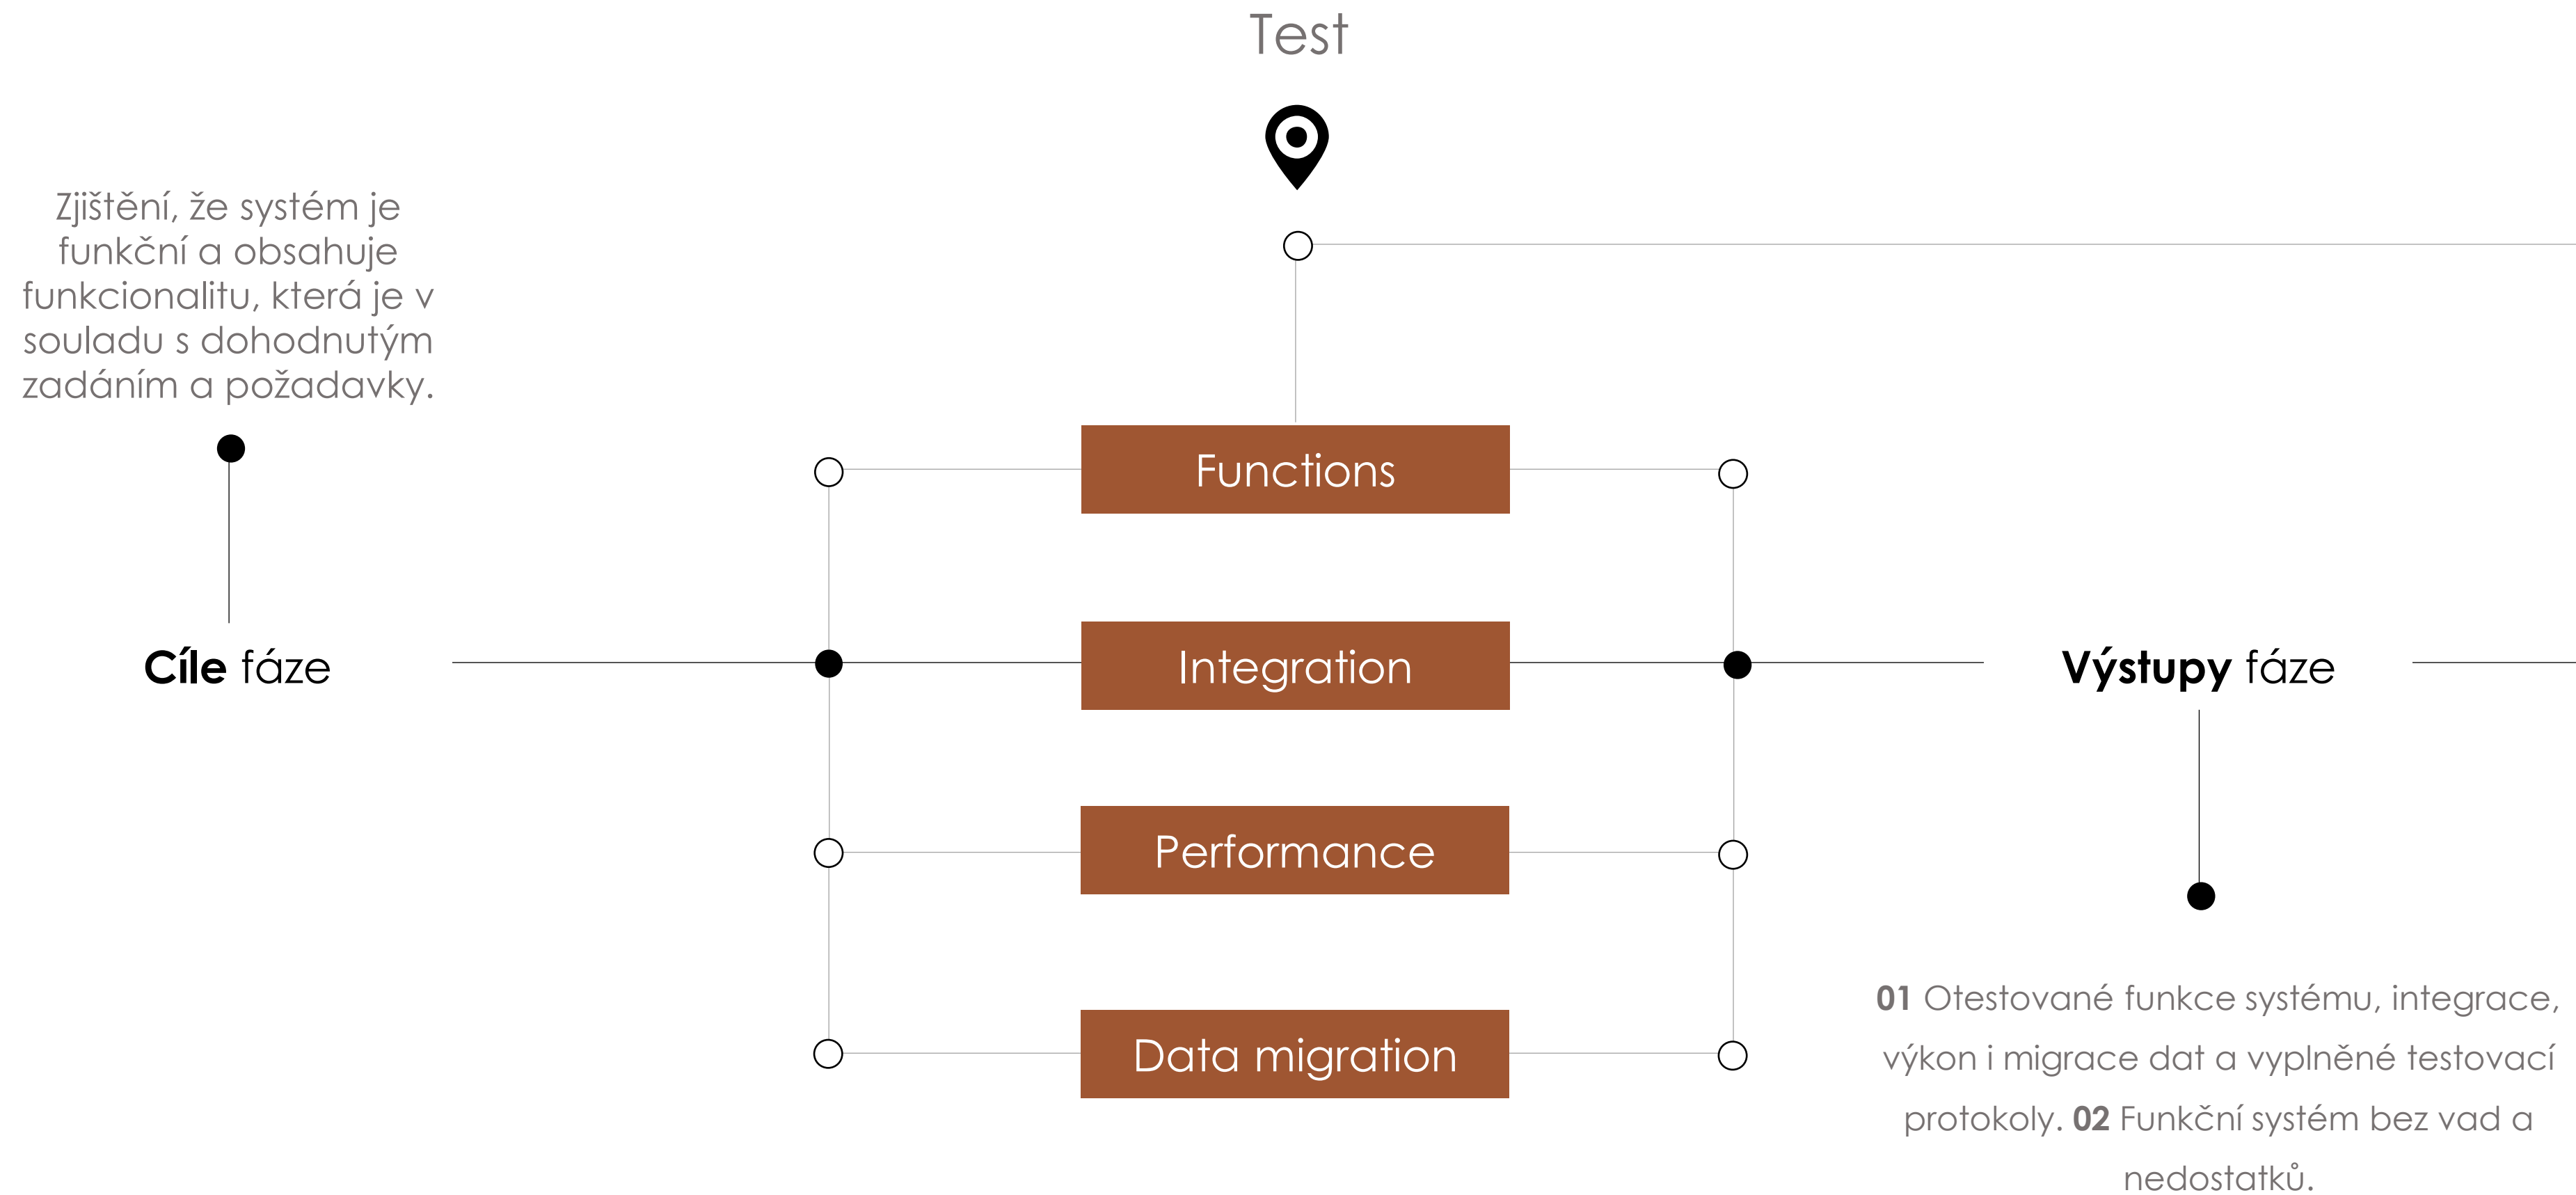 Test
Zjištění, že systém je
funkční a obsahuje
funkcionalitu, která je v
souladu s dohodnutým
zadáním a požadavky.
Cíle fáze
Functions
Integration
Performance
Data migration
Výstupy fáze
01 Otestované funkce systému, integrace,
výkon i migrace dat a vyplněné testovací
protokoly. 02 Funkční systém bez vad a
nedostatků.